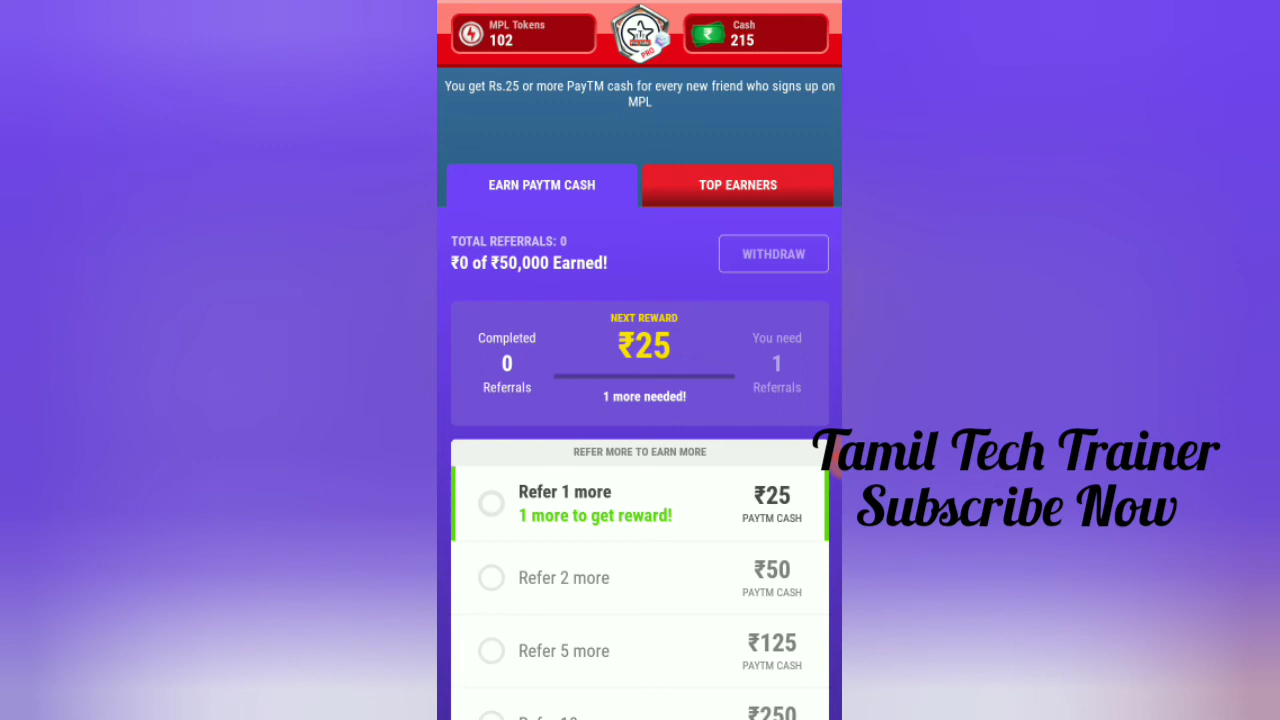 MPL Tokens
102
PRO
Cash
215
You get Rs.25 or more PayTM cash for every new friend who signs up on
MPL
EARN PAYTM CASH
TOP EARNERS
TOTAL REFERRALS: 0
₹0 of ₹50,000 Earned!
WITHDRAW
NEXT REWARD
₹25
Completed
0
Referrals
1 more needed!
You need
1
Referrals
REFER MORE TO EARN MORE
Refer 1 more
1 more to get reward!
₹25
PAYTM CASH
Refer 2 more
₹50
PAYTM CASH
Refer 5 more
₹125
PAYTM CASH
₹250
Tamil Tech Trainer
Subscribe Now